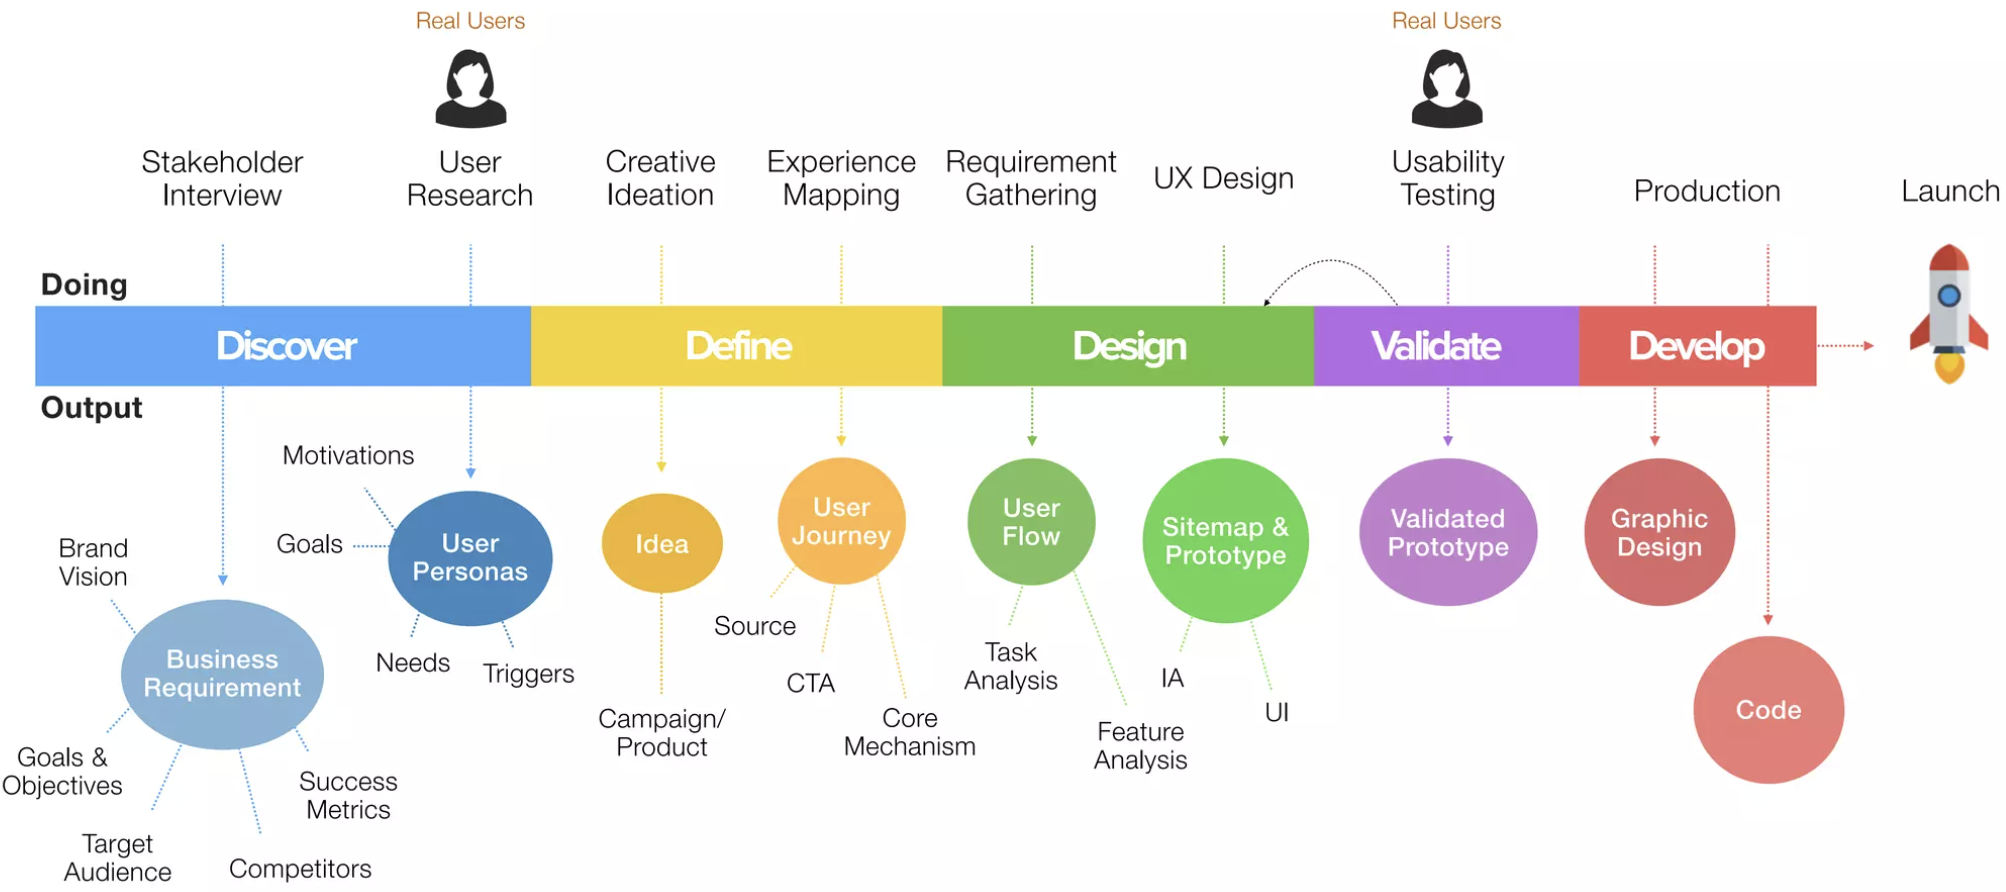 Real Users
Real Users
Stakeholder
Interview
User
Research
Creative
Ideation
Experience
Mapping
Requirement
Gathering
UX Design
Usability
Testing
Production
Launch
Doing
Discover
Define
Design
Validate
Develop
Output
Motivations
Goals
Brand
Vision
User
Personas
Needs
Triggers
Business
Requirement
Goals &
Objectives
Target
Audience
Competitors
Success
Metrics
Idea
Campaign/
Product
User
Journey
Source
CTA
Core
Mechanism
User
Flow
Task
Analysis
Feature
Analysis
Sitemap &
Prototype
IA
UI
Validated
Prototype
Graphic
Design
Code